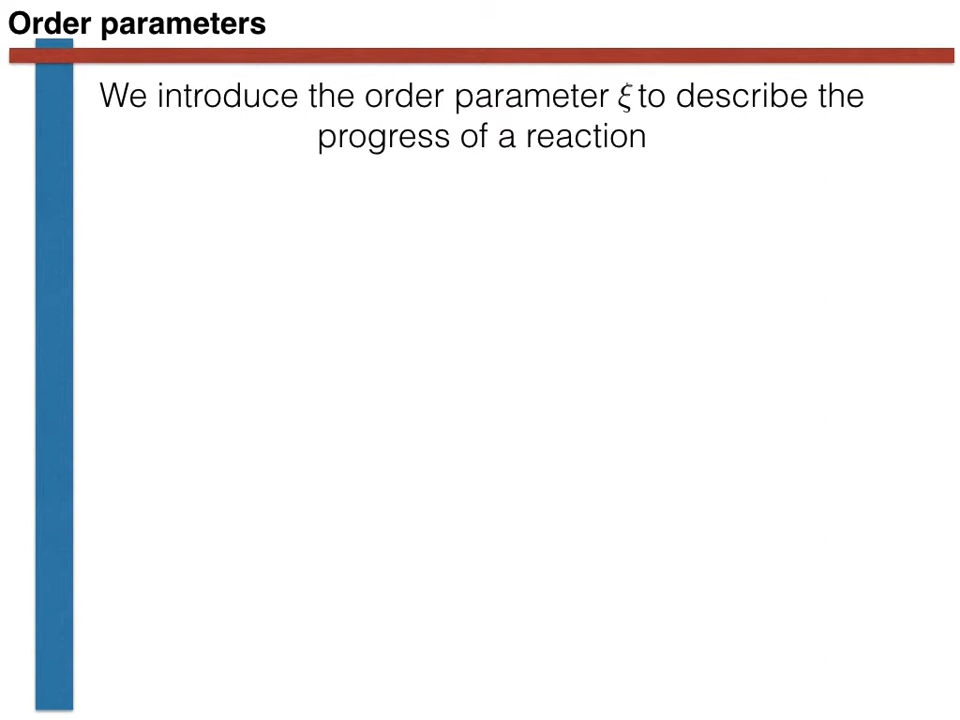 Order parameters
We introduce the order parameter ξ to describe the
progress of a reaction